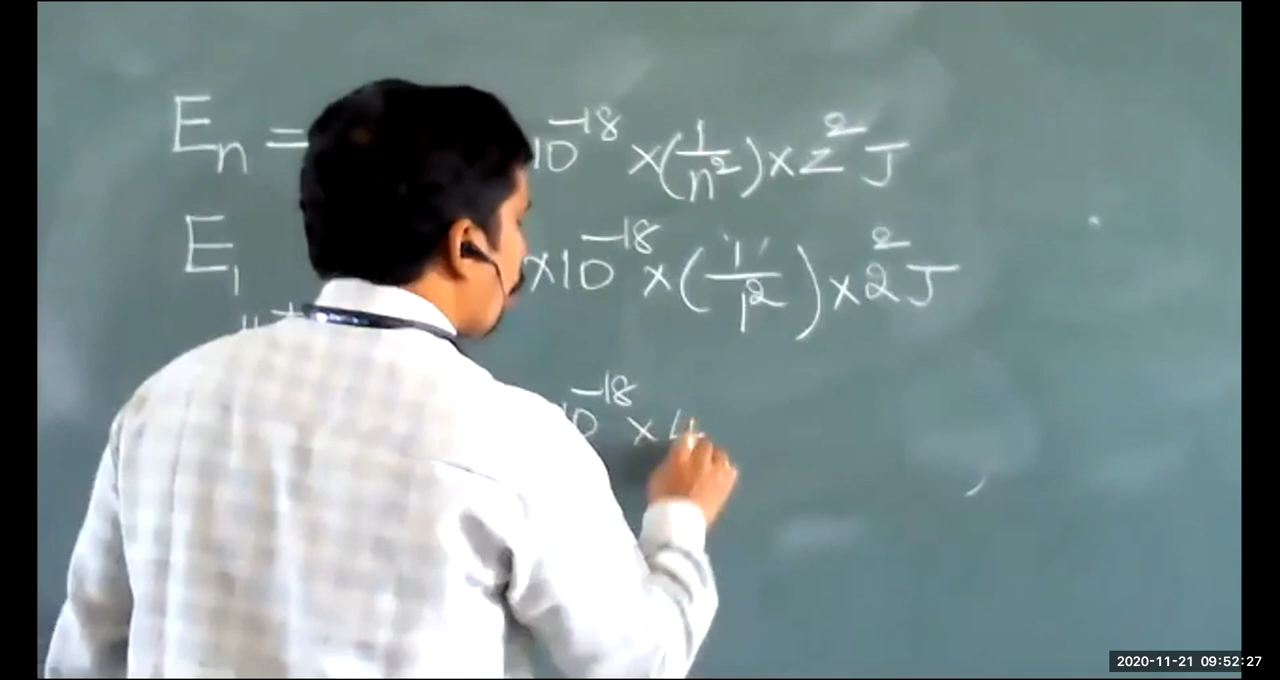 Eₙ = 10⁻¹⁸ × (1/n²) × z² J
E₁ ×10⁻¹⁸ × (1/1²) × 2² J
10⁻¹⁸ × 4
2020-11-21 09:52:27